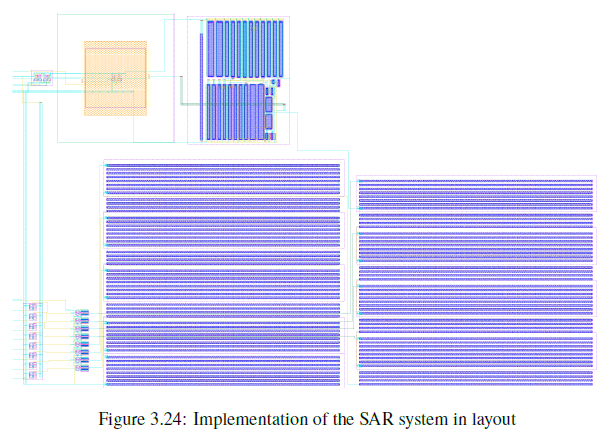 Figure 3.24: Implementation of the SAR system in layout